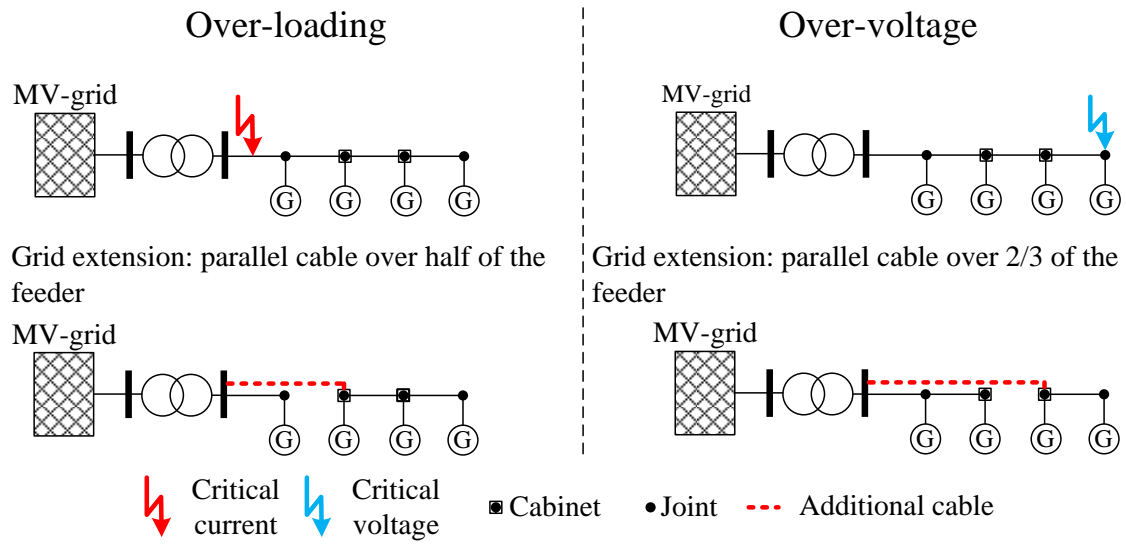 Over-loading
Over-voltage
MV-grid
G
G
G
G
MV-grid
G
G
G
G
Grid extension: parallel cable over half of the
feeder
Grid extension: parallel cable over 2/3 of the
feeder
MV-grid
G
G
G
G
MV-grid
G
G
G
G
Critical
current
Critical
voltage
Cabinet
Joint
Additional cable